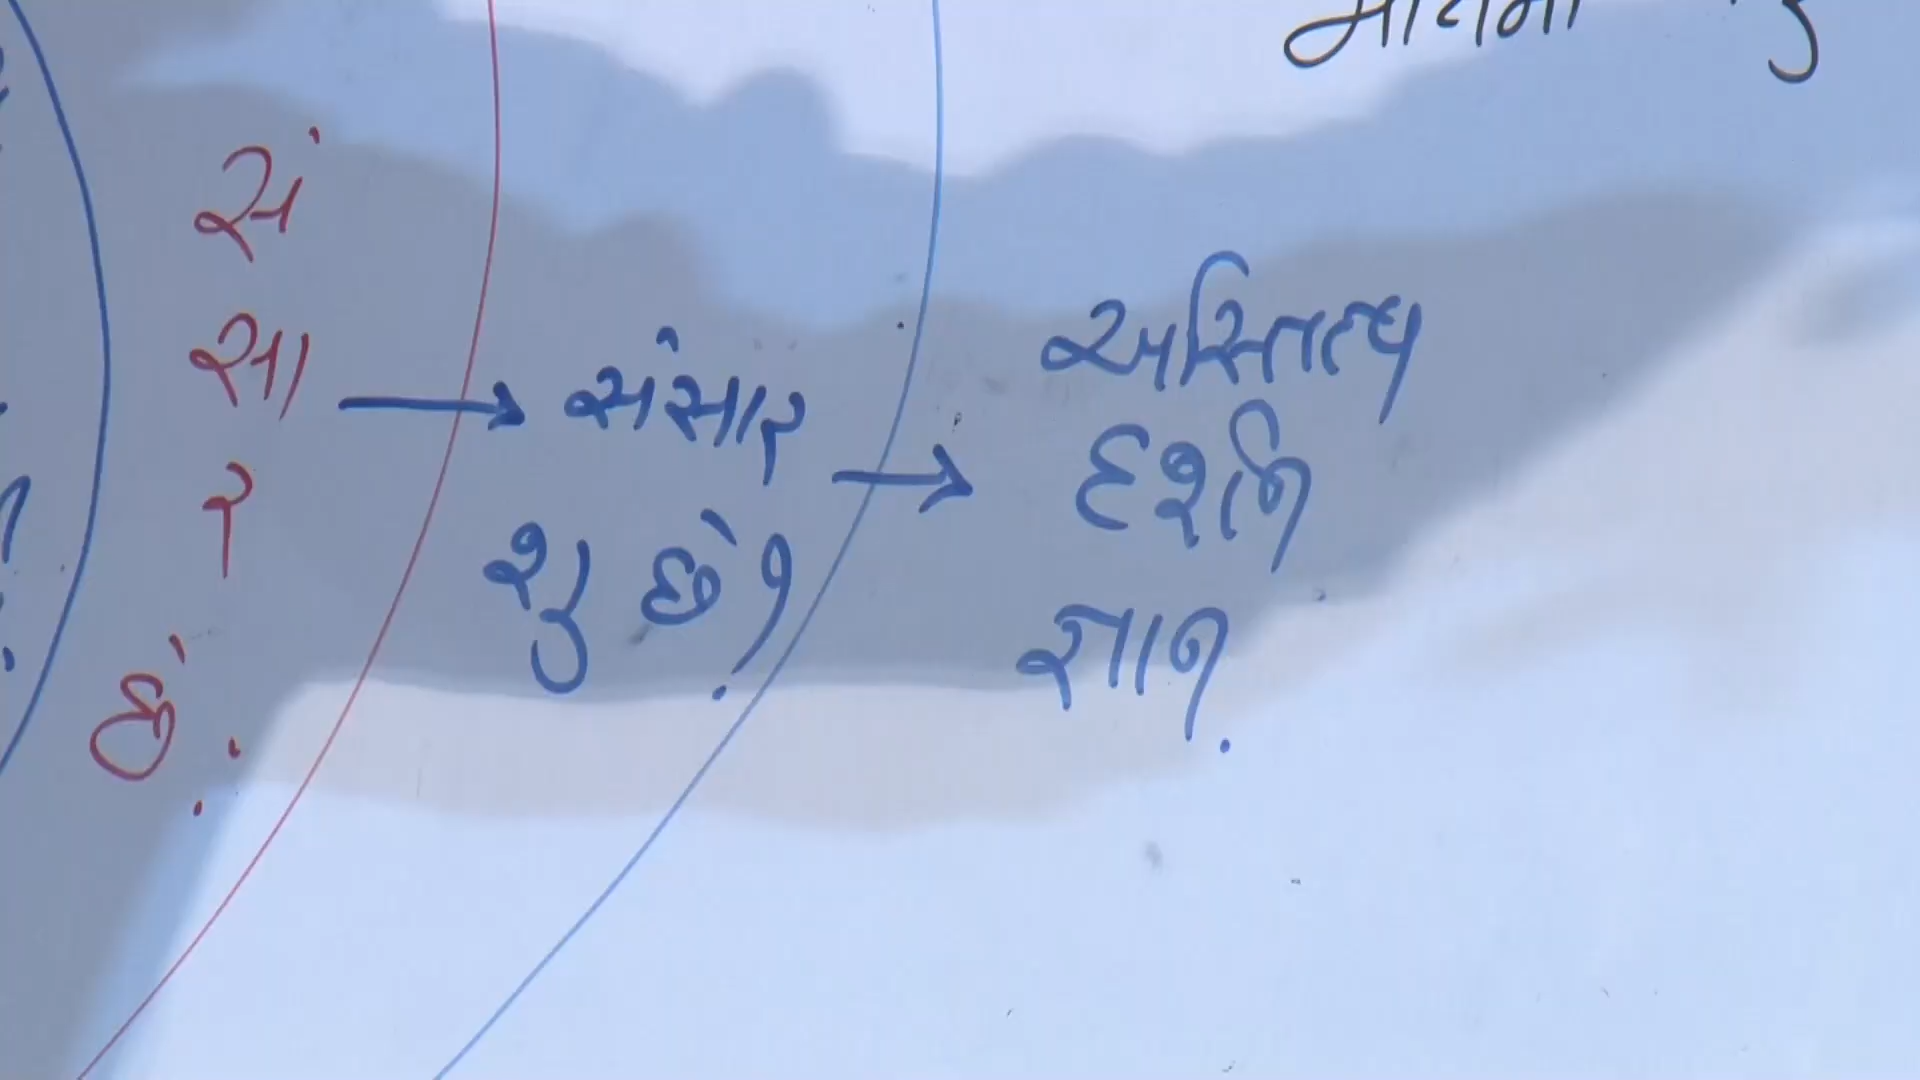 સં
સા
ર
છે.
સંસાર
શુ છે?
અસ્તિત્વ
દર્શન
જ્ઞાન.